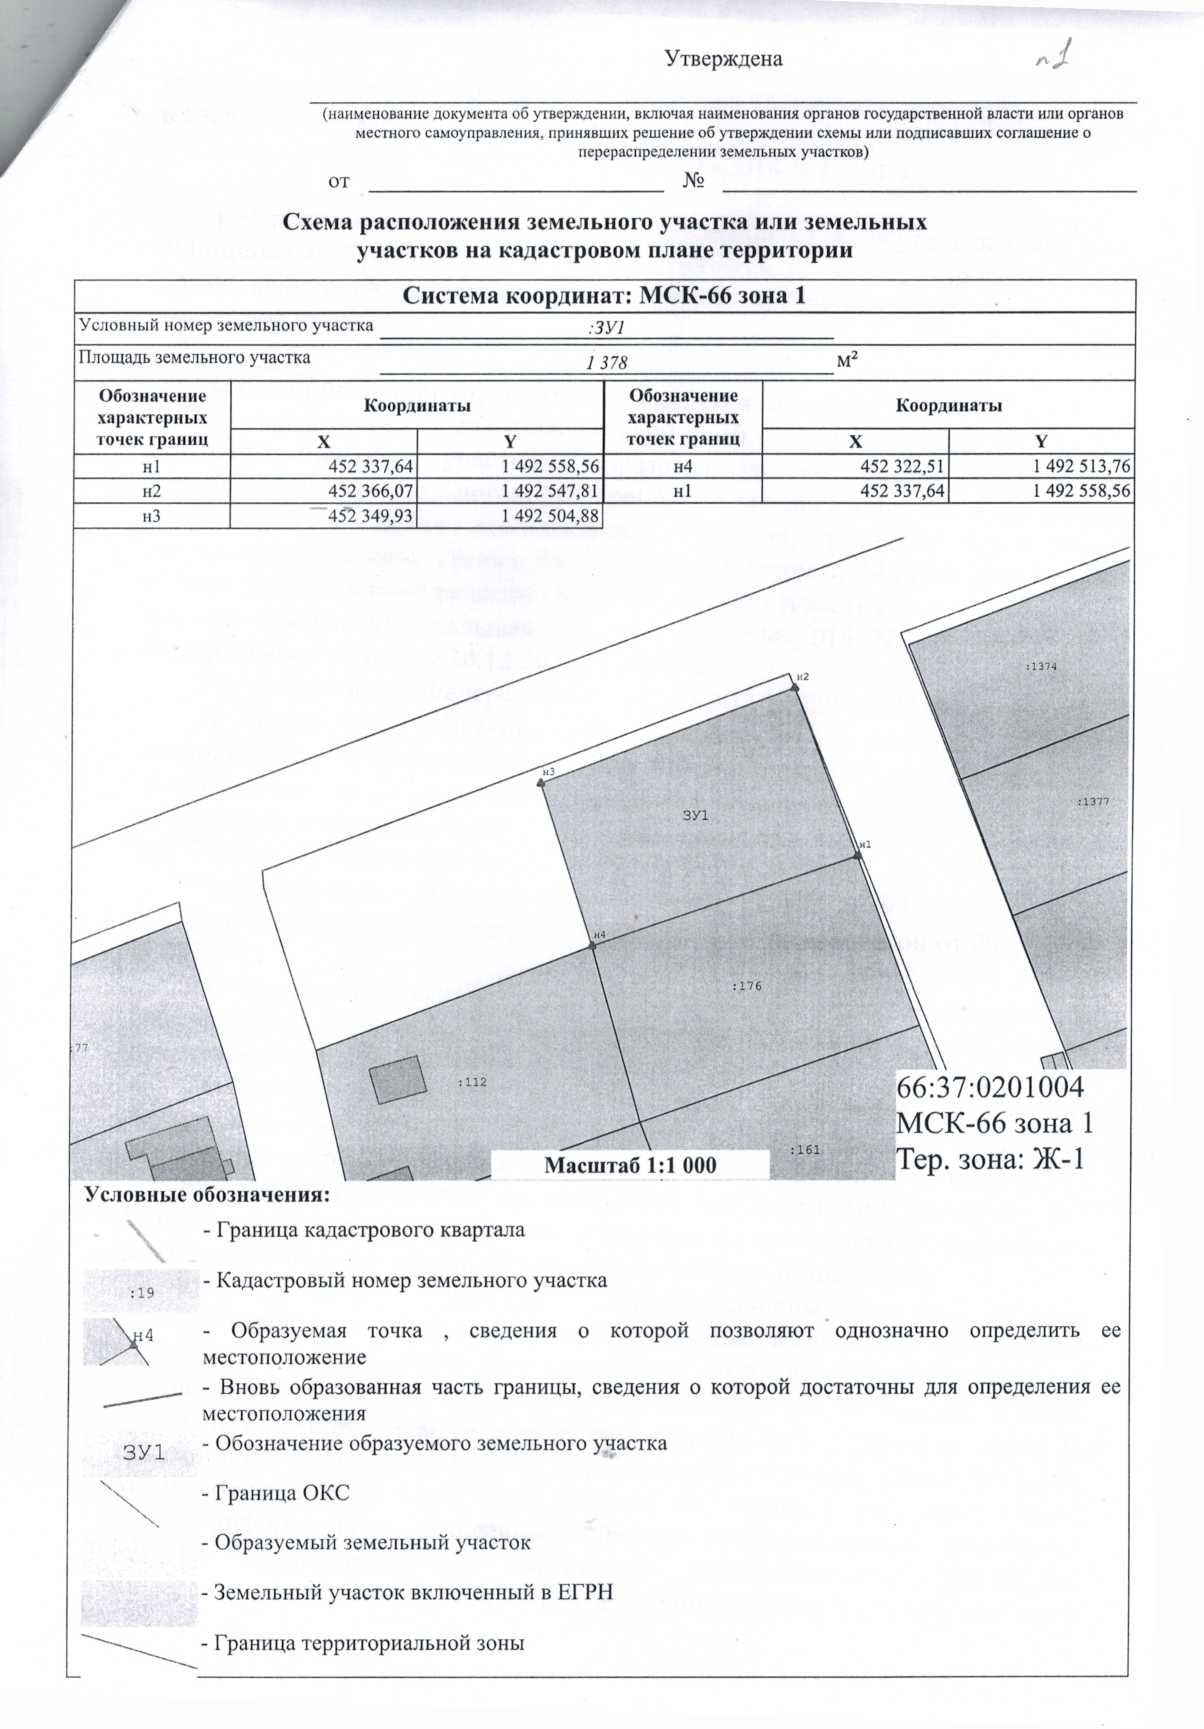 Утверждена
п1
(наименование документа об утверждении, включая наименования органов государственной власти или органов
местного самоуправления, принявших решение об утверждении схемы или подписавших соглашение о
перераспределении земельных участков)
от № 
Схема расположения земельного участка или земельных
участков на кадастровом плане территории
Система координат: МСК-66 зона 1
Условный номер земельного участка :ЗУ1
Площадь земельного участка 1 378 м²
Обозначение характерных точек границ Координаты Обозначение характерных точек границ Координаты
X Y X Y
н1 452 337,64 1 492 558,56 н4 452 322,51 1 492 513,76
н2 452 366,07 1 492 547,81 н1 452 337,64 1 492 558,56
н3 452 349,93 1 492 504,88
:1374
н2
н3
:1377
ЗУ1
н1
н4
:176
:77
:112
:161
66:37:0201004
МСК-66 зона 1
Тер. зона: Ж-1
Масштаб 1:1 000
Условные обозначения:
- Граница кадастрового квартала
:19 - Кадастровый номер земельного участка
н4 - Образуемая точка , сведения о которой позволяют однозначно определить ее
местоположение
- Вновь образованная часть границы, сведения о которой достаточны для определения ее
местоположения
ЗУ1 - Обозначение образуемого земельного участка
- Граница ОКС
- Образуемый земельный участок
- Земельный участок включенный в ЕГРН
- Граница территориальной зоны